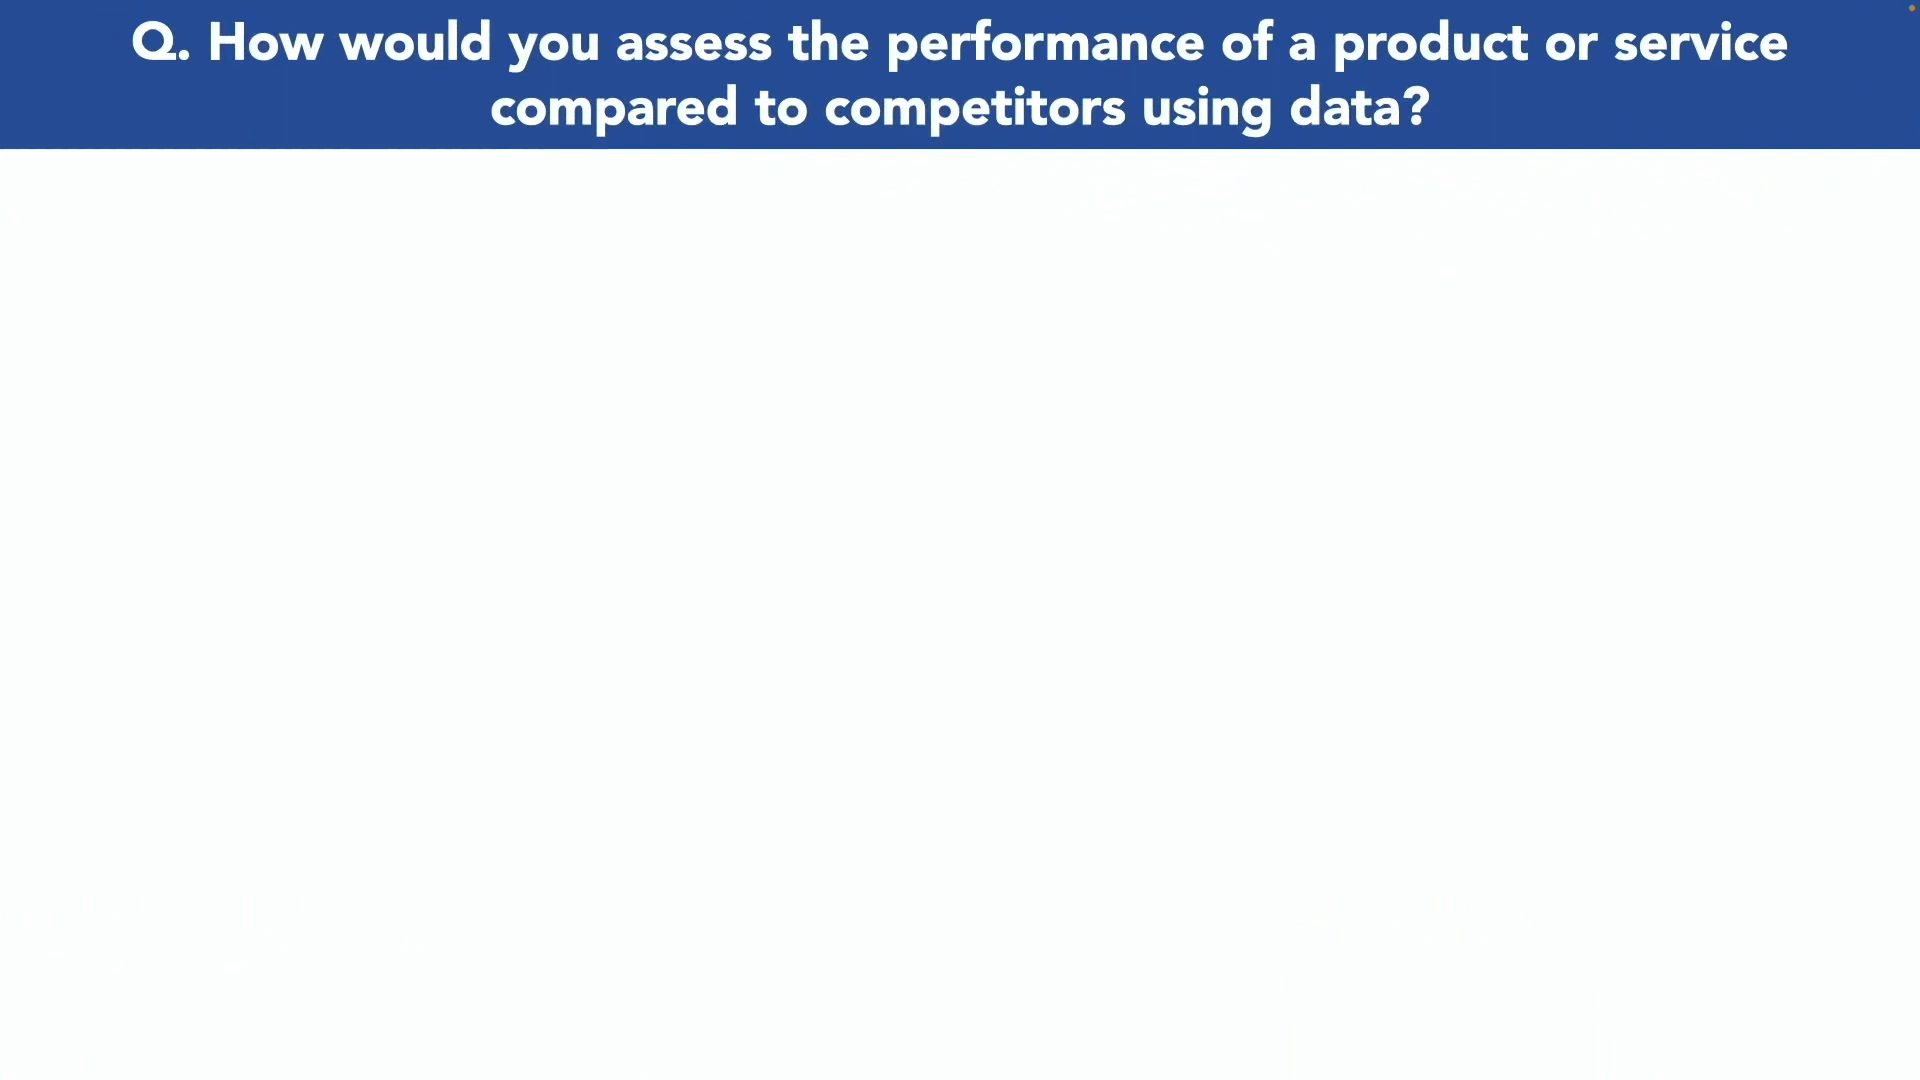 Q. How would you assess the performance of a product or service
compared to competitors using data?